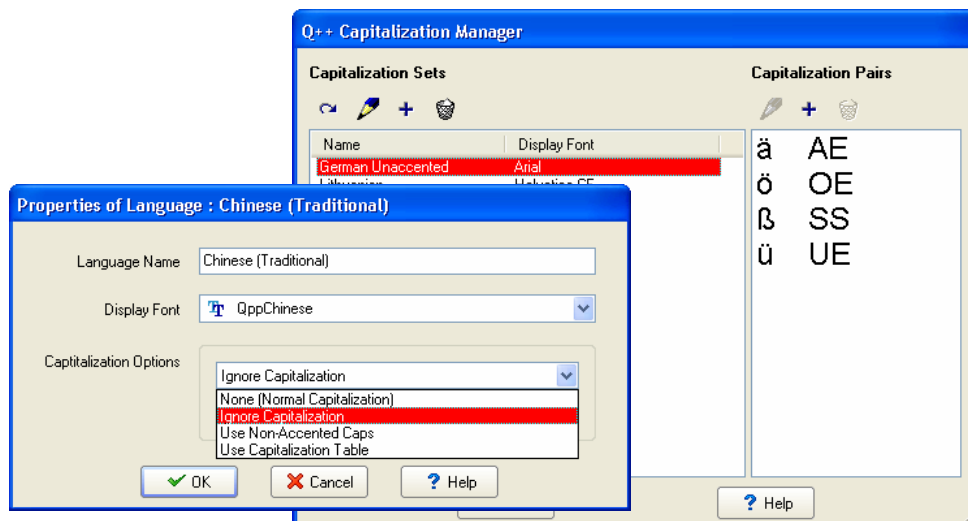 Q++ Capitalization Manager
Capitalization Sets
Capitalization Pairs
Name Display Font
German Unaccented Arial
ä AE
ö OE
ß SS
ü UE
Properties of Language : Chinese (Traditional)
Language Name Chinese (Traditional)
Display Font QppChinese
Captitalization Options
Ignore Capitalization
None (Normal Capitalization)
Ignore Capitalization
Use Non-Accented Caps
Use Capitalization Table
OK Cancel ? Help
? Help